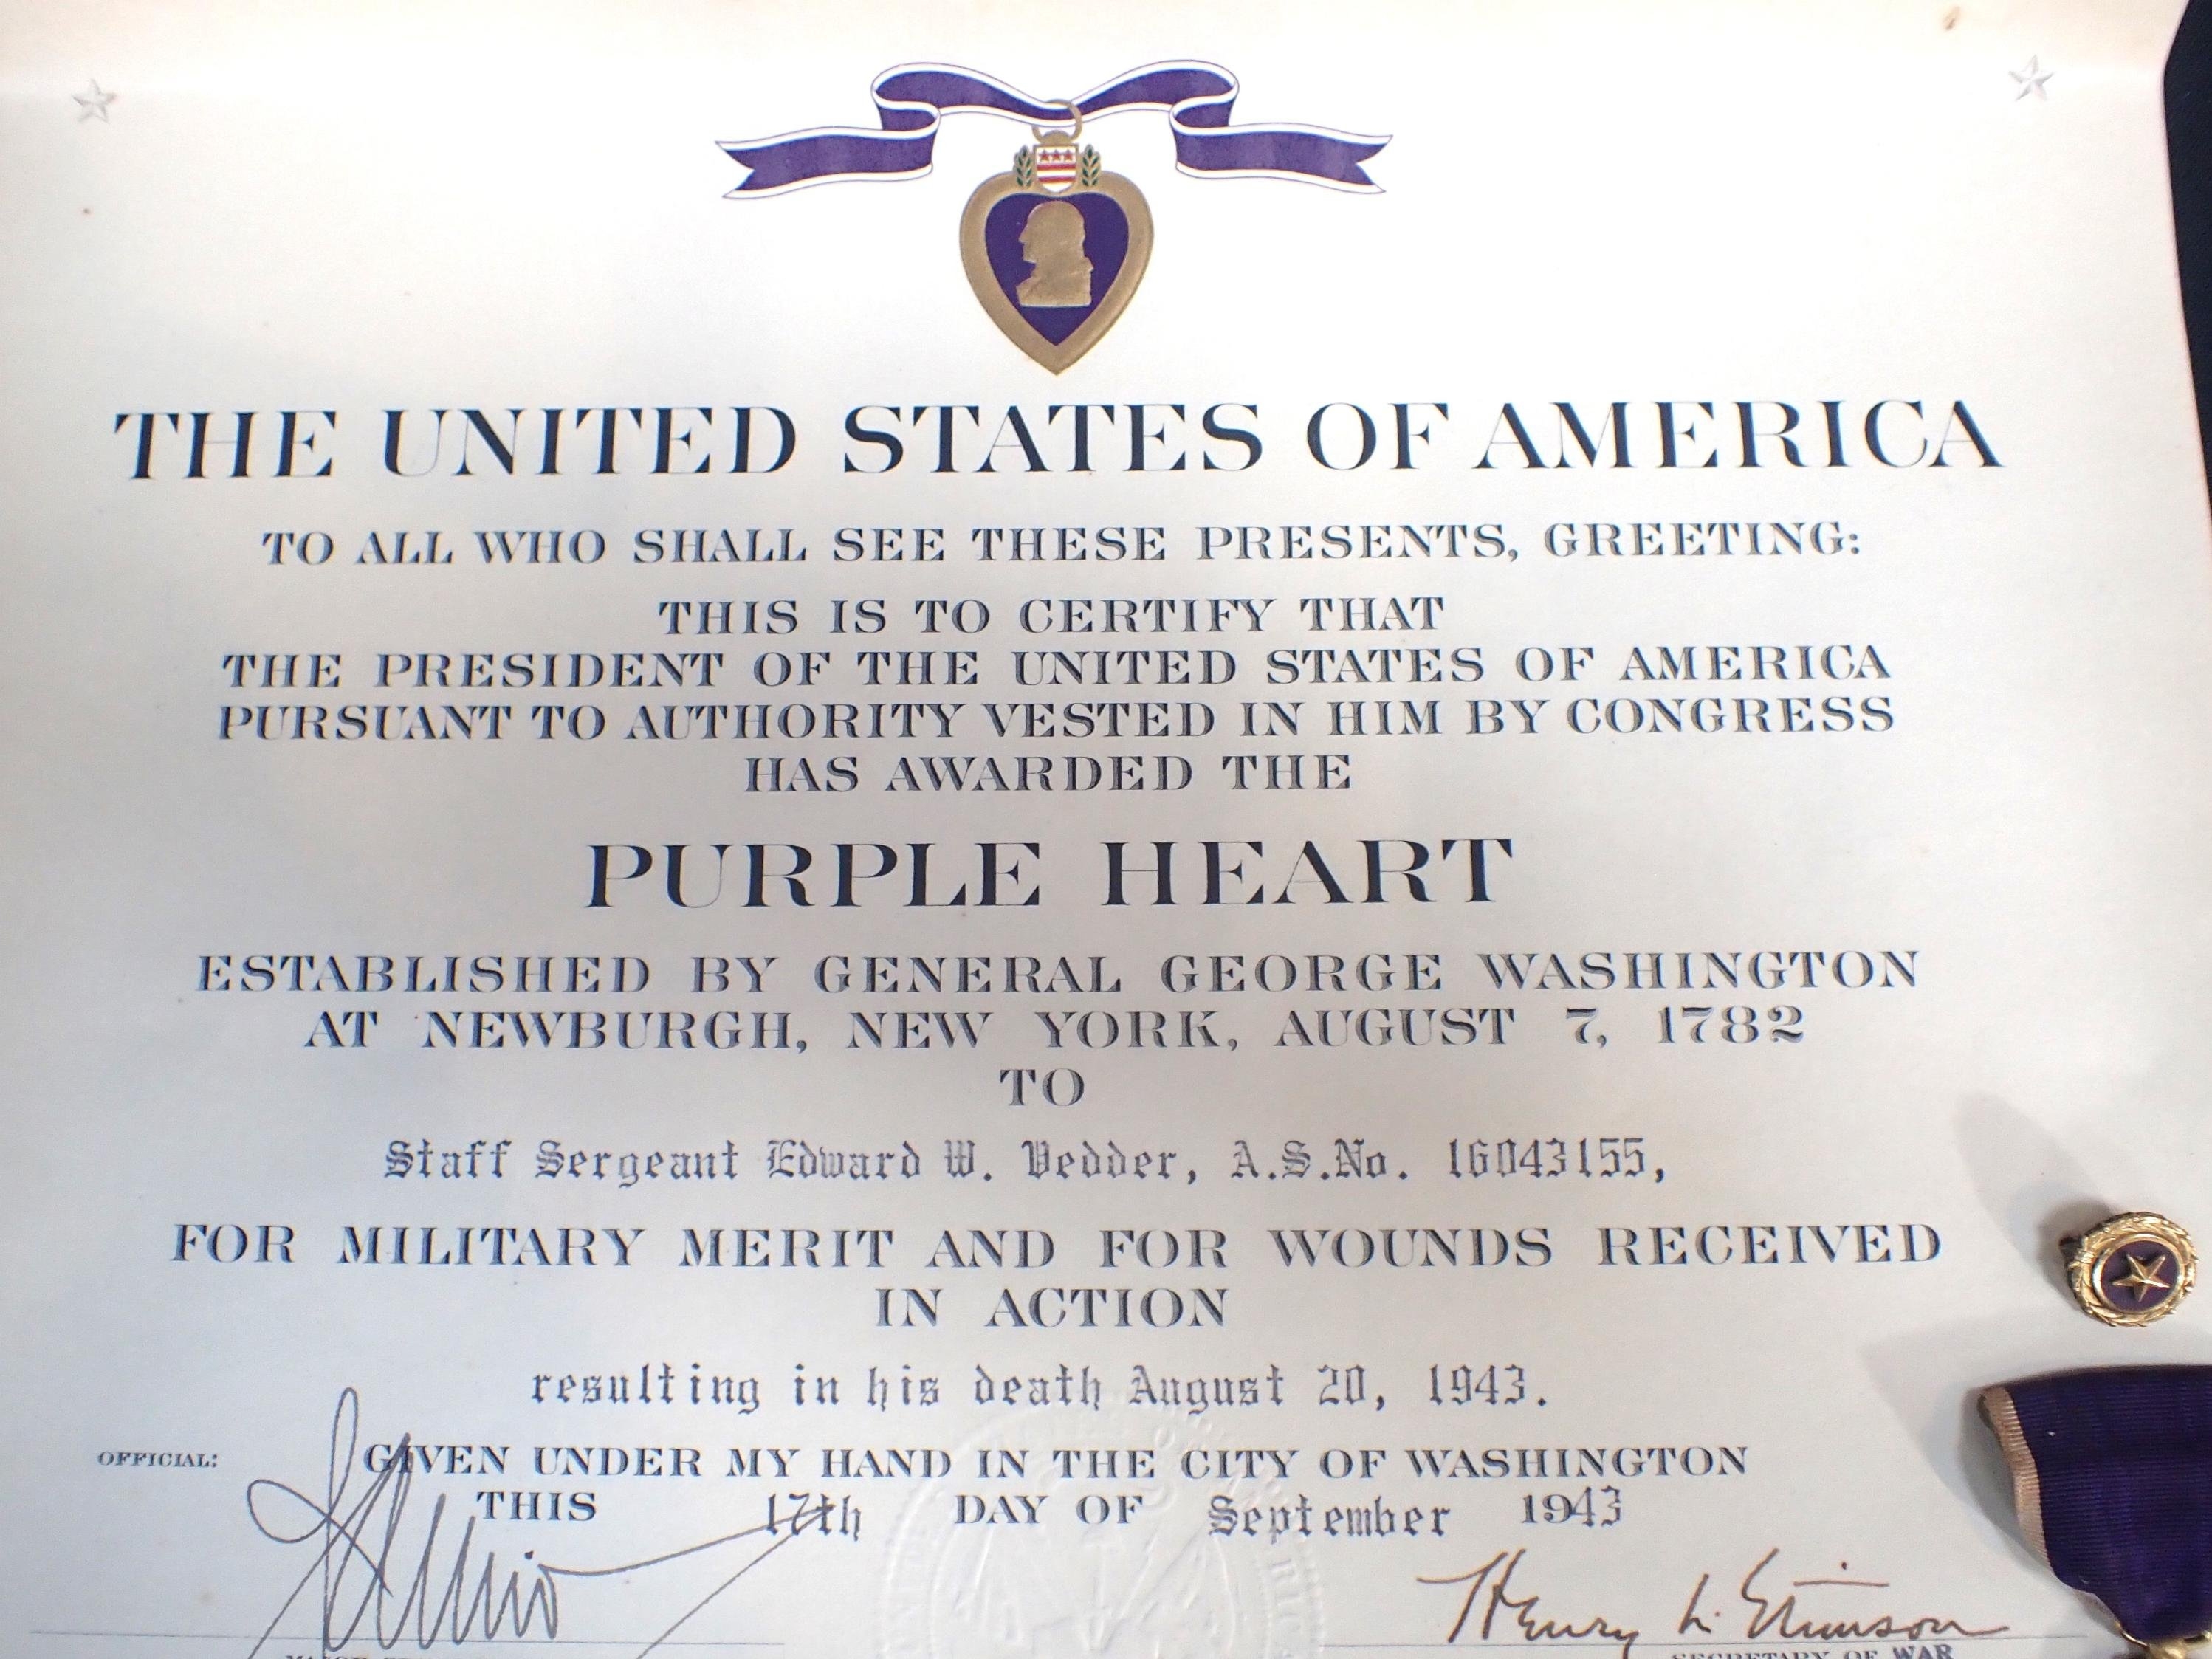 THE UNITED STATES OF AMERICA
TO ALL WHO SHALL SEE THESE PRESENTS, GREETING:
THIS IS TO CERTIFY THAT
THE PRESIDENT OF THE UNITED STATES OF AMERICA
PURSUANT TO AUTHORITY VESTED IN HIM BY CONGRESS
HAS AWARDED THE
PURPLE HEART
ESTABLISHED BY GENERAL GEORGE WASHINGTON
AT NEWBURGH, NEW YORK, AUGUST 7, 1782
TO
Staff Sergeant Edward W. Vedder, A.S.No. 16043155,
FOR MILITARY MERIT AND FOR WOUNDS RECEIVED
IN ACTION
resulting in his death August 20, 1943.
OFFICIAL: GIVEN UNDER MY HAND IN THE CITY OF WASHINGTON
THIS 17th DAY OF September 1943
Henry L. Stimson
SECRETARY OF WAR